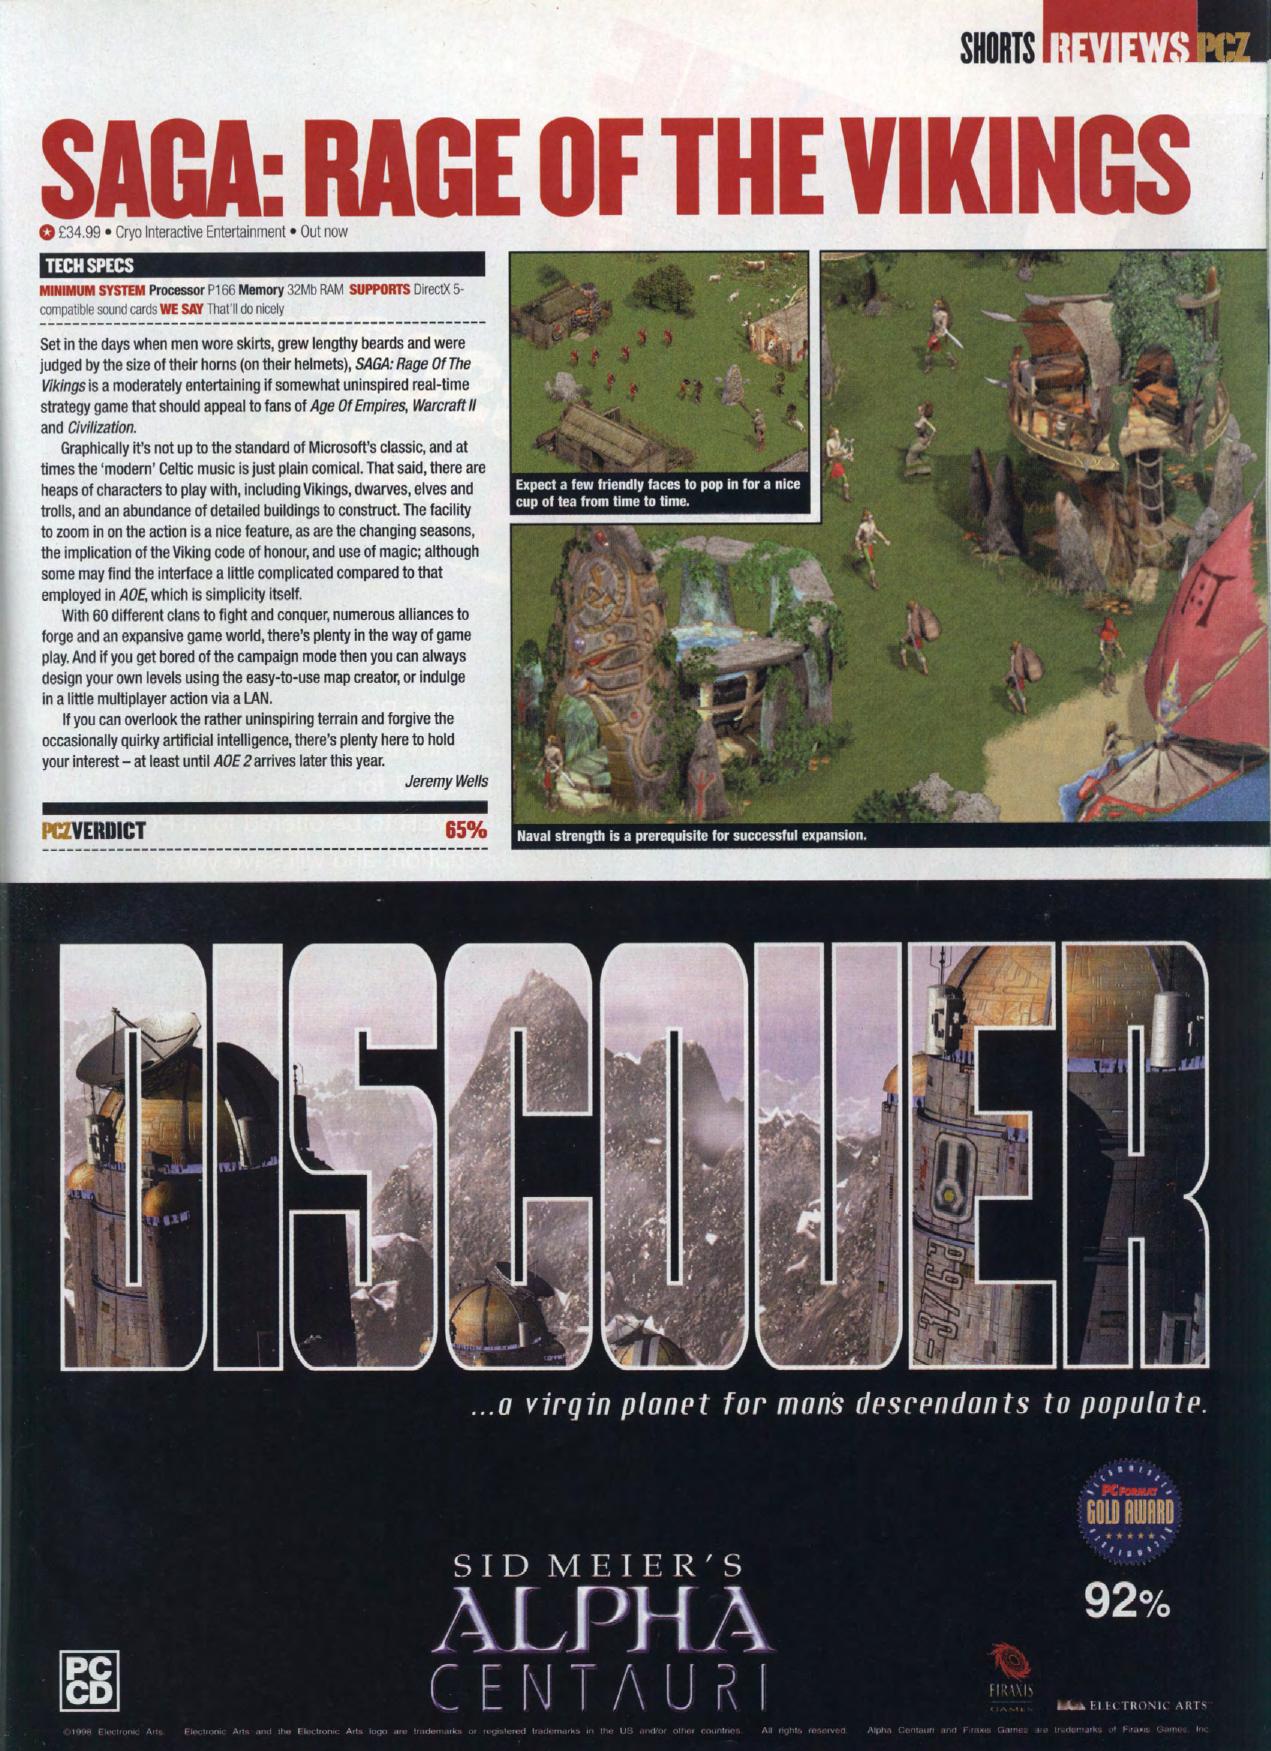 SHORTS REVIEWS PCZ
SAGA: RAGE OF THE VIKINGS
£34.99 • Cryo Interactive Entertainment • Out now
TECH SPECS
MINIMUM SYSTEM Processor P166 Memory 32Mb RAM SUPPORTS DirectX 5-
compatible sound cards WE SAY That'll do nicely
Set in the days when men wore skirts, grew lengthy beards and were
judged by the size of their horns (on their helmets), SAGA: Rage Of The
Vikings is a moderately entertaining if somewhat uninspired real-time
strategy game that should appeal to fans of Age Of Empires, Warcraft II
and Civilization.
Graphically it's not up to the standard of Microsoft's classic, and at
times the 'modern' Celtic music is just plain comical. That said, there are
heaps of characters to play with, including Vikings, dwarves, elves and
trolls, and an abundance of detailed buildings to construct. The facility
to zoom in on the action is a nice feature, as are the changing seasons,
the implication of the Viking code of honour, and use of magic; although
some may find the interface a little complicated compared to that
employed in AOE, which is simplicity itself.
With 60 different clans to fight and conquer, numerous alliances to
forge and an expansive game world, there's plenty in the way of game
play. And if you get bored of the campaign mode then you can always
design your own levels using the easy-to-use map creator, or indulge
in a little multiplayer action via a LAN.
If you can overlook the rather uninspiring terrain and forgive the
occasionally quirky artificial intelligence, there's plenty here to hold
your interest – at least until AOE 2 arrives later this year.
Jeremy Wells
PCZVERDICT 65%
Expect a few friendly faces to pop in for a nice
cup of tea from time to time.
Naval strength is a prerequisite for successful expansion.
DISCOVER
...a virgin planet for man's descendants to populate.
PC FORMAT
GOLD AWARD
92%
SID MEIER'S
ALPHA
CENTAURI
PC
CD
FIRAXIS
GAMES
ELECTRONIC ARTS™
©1998 Electronic Arts. Electronic Arts and the Electronic Arts logo are trademarks or registered trademarks in the US and/or other countries. All rights reserved. Alpha Centauri and Firaxis Games are trademarks of Firaxis Games, Inc.